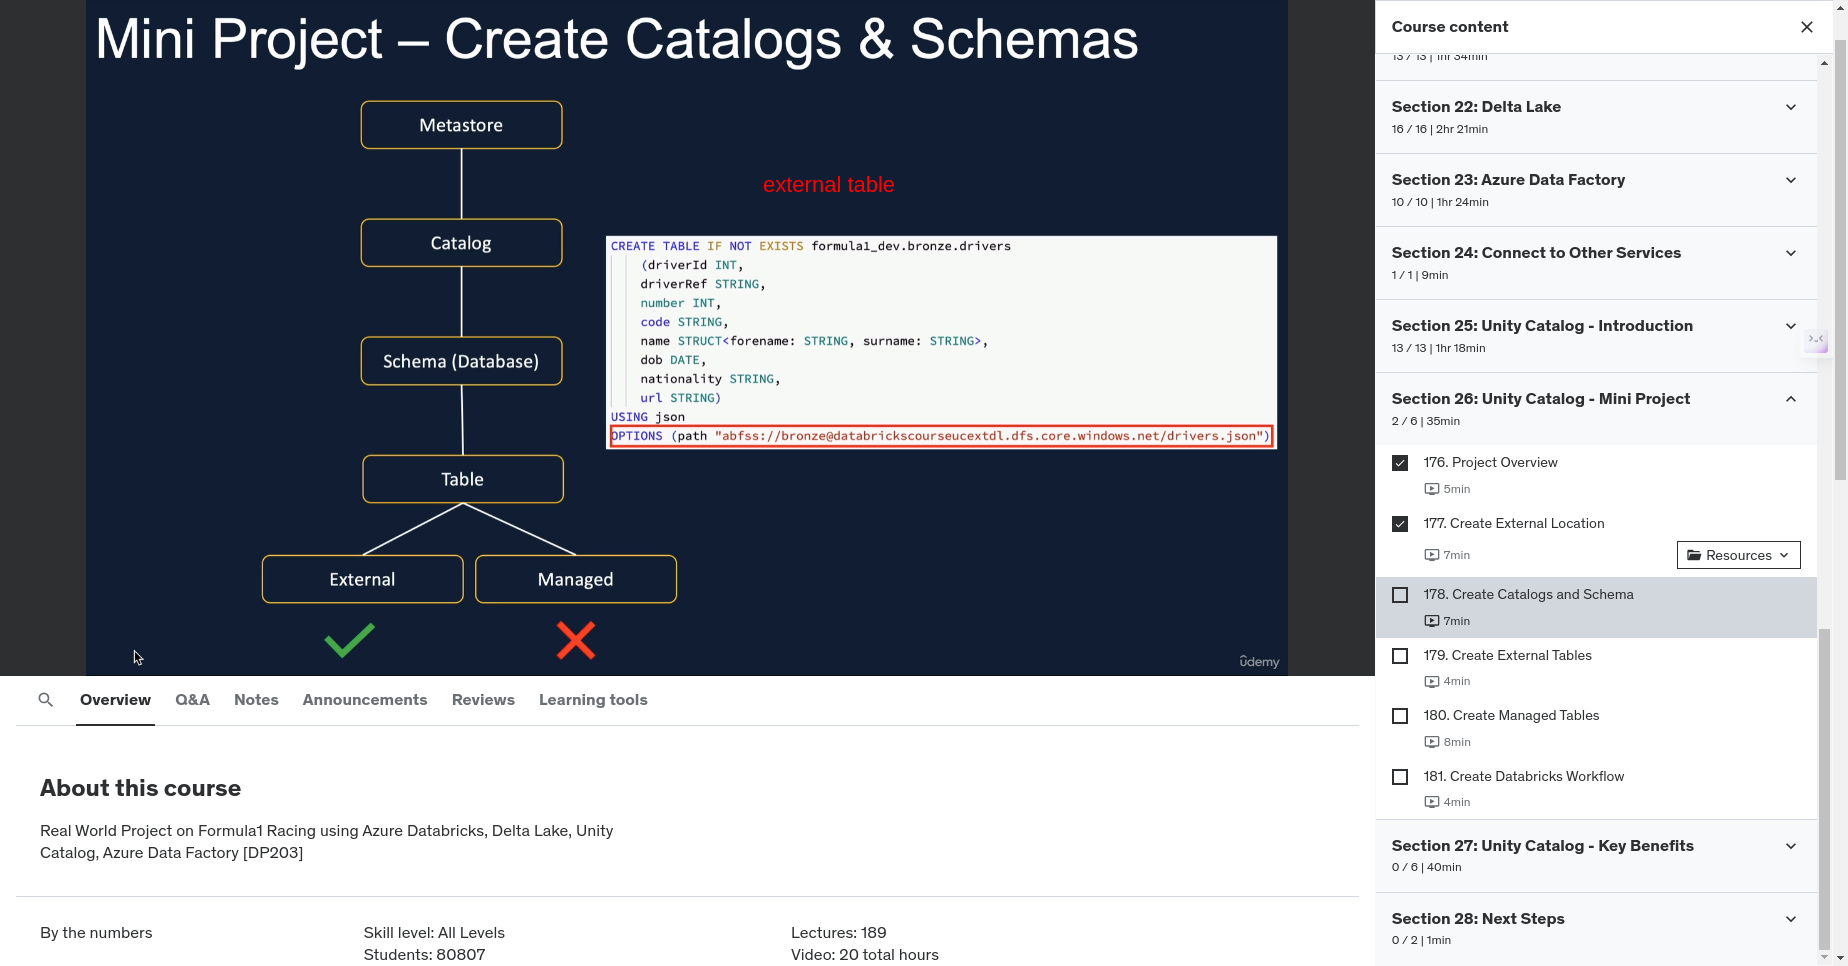 Mini Project – Create Catalogs & Schemas
Metastore
Catalog
Schema (Database)
Table
External
Managed
external table
CREATE TABLE IF NOT EXISTS formula1_dev.bronze.drivers
(driverId INT,
driverRef STRING,
number INT,
code STRING,
name STRUCT<forename: STRING, surname: STRING>,
dob DATE,
nationality STRING,
url STRING)
USING json
OPTIONS (path "abfss://bronze@databrickscourseucextdl.dfs.core.windows.net/drivers.json")
ûdemy
Overview Q&A Notes Announcements Reviews Learning tools
About this course
Real World Project on Formula1 Racing using Azure Databricks, Delta Lake, Unity
Catalog, Azure Data Factory [DP203]
By the numbers
Skill level: All Levels
Students: 80807
Lectures: 189
Video: 20 total hours
Course content
13 / 13 | 1hr 34min
Section 22: Delta Lake
16 / 16 | 2hr 21min
Section 23: Azure Data Factory
10 / 10 | 1hr 24min
Section 24: Connect to Other Services
1 / 1 | 9min
Section 25: Unity Catalog - Introduction
13 / 13 | 1hr 18min
Section 26: Unity Catalog - Mini Project
2 / 6 | 35min
176. Project Overview
5min
177. Create External Location
7min
Resources
178. Create Catalogs and Schema
7min
179. Create External Tables
4min
180. Create Managed Tables
8min
181. Create Databricks Workflow
4min
Section 27: Unity Catalog - Key Benefits
0 / 6 | 40min
Section 28: Next Steps
0 / 2 | 1min